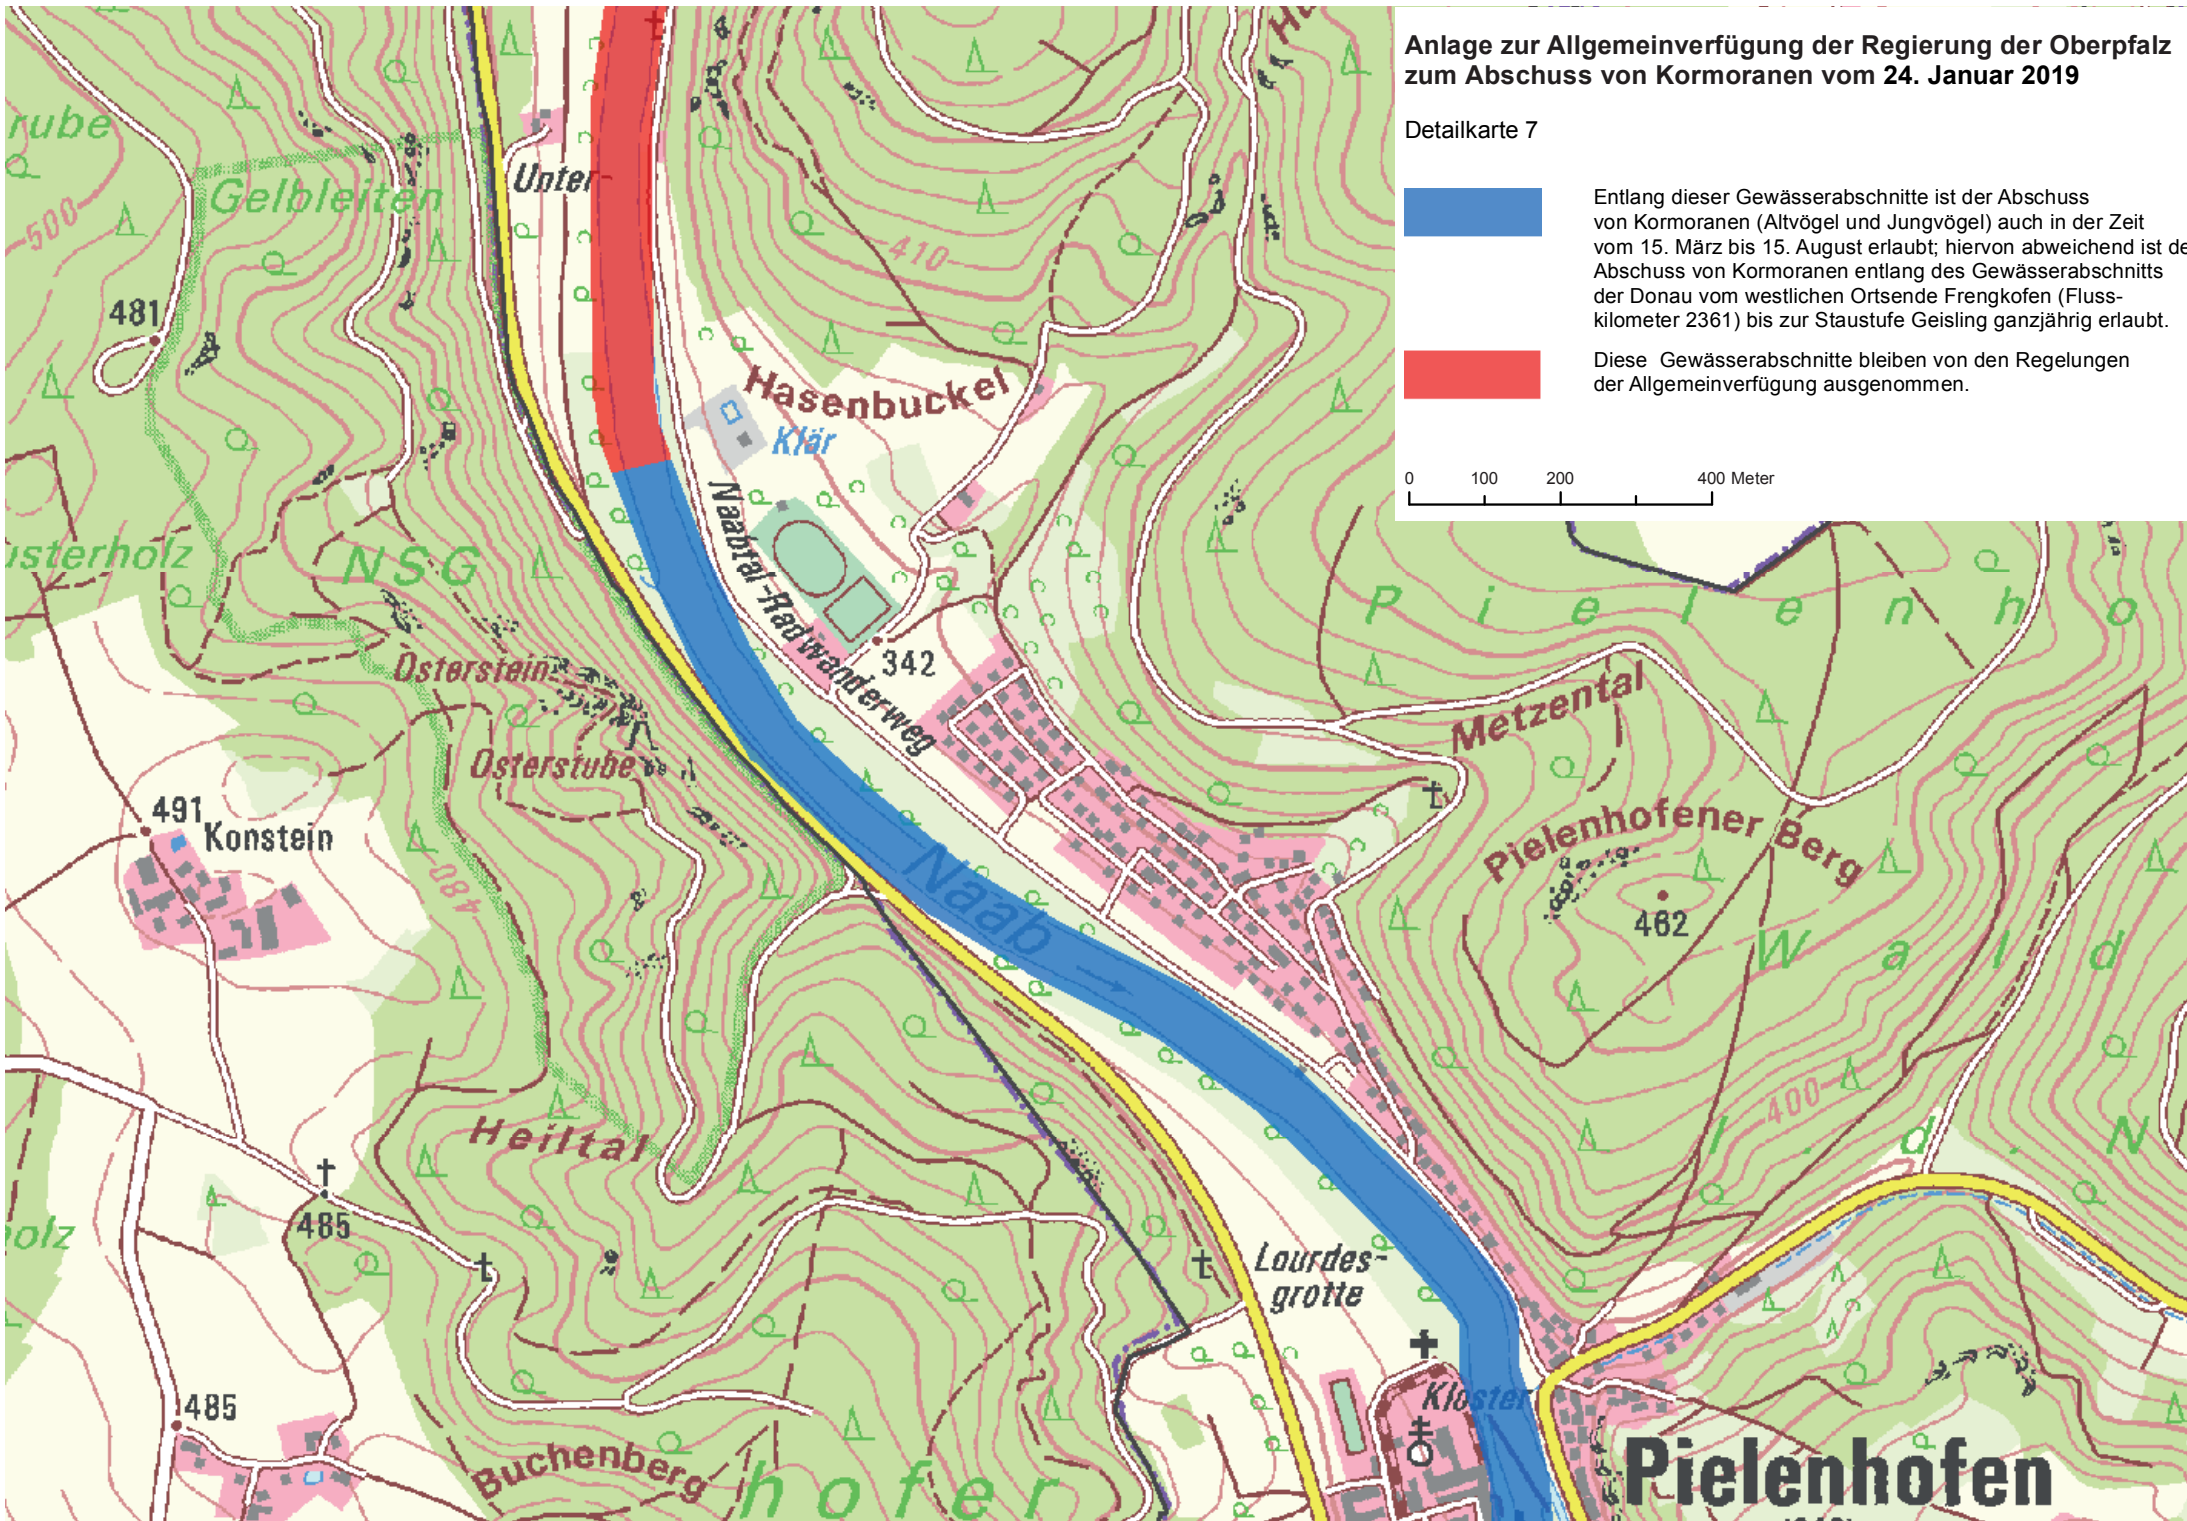 Anlage zur Allgemeinverfügung der Regierung der Oberpfalz
zum Abschuss von Kormoranen vom 24. Januar 2019
Detailkarte 7
Entlang dieser Gewässerabschnitte ist der Abschuss
von Kormoranen (Altvögel und Jungvögel) auch in der Zeit
vom 15. März bis 15. August erlaubt; hiervon abweichend ist de
Abschuss von Kormoranen entlang des Gewässerabschnitts
der Donau vom westlichen Ortsende Frengkofen (Fluss-
kilometer 2361) bis zur Staustufe Geisling ganzjährig erlaubt.
Diese Gewässerabschnitte bleiben von den Regelungen
der Allgemeinverfügung ausgenommen.
0 100 200 400 Meter
rube
Gelbleiten
Unter-
500
410
481
Hasenbuckel
Klär
Naabtal-Radwanderweg
usterholz
NSG
Osterstein
342
Osterstube
Pielenho
Metzental
491
Konstein
480
Pielenhofener Berg
462
Naab
Wald
400
i. d. N
Heiltal
485
olz
Lourdes-
grotte
485
Kloster
Buchenberg
hofer
Pielenhofen